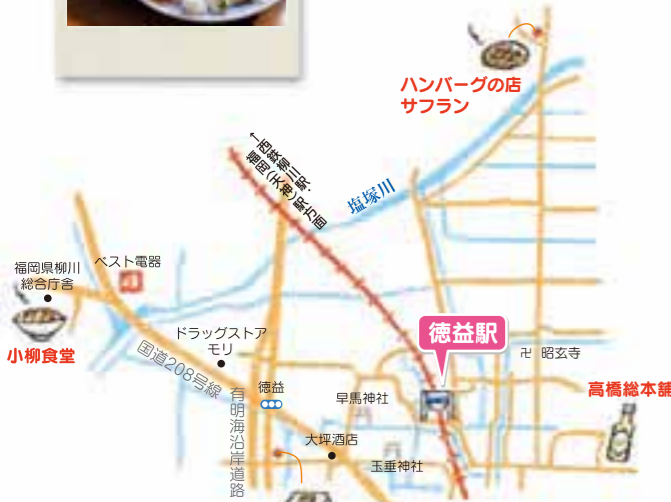 ハンバーグの店
サフラン
↑西鉄柳川駅・
福岡(天神)駅方面
塩塚川
福岡県柳川
総合庁舎
ベスト電器
小柳食堂
ドラッグストア
モリ
国道208号線
徳益駅
卍 昭玄寺
徳益
早馬神社
高橋総本舗
有明海沿岸道路
大坪酒店
玉垂神社